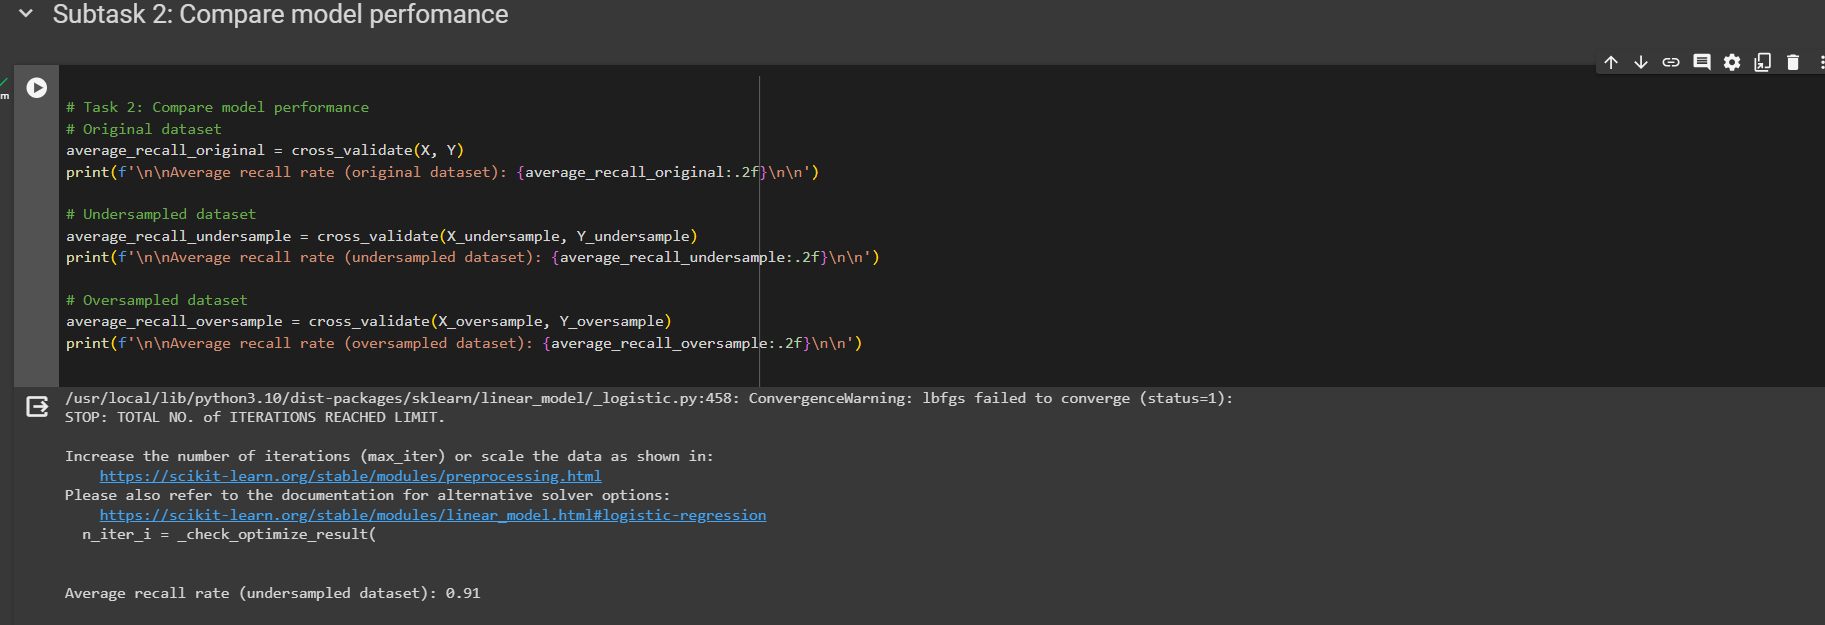 Subtask 2: Compare model perfomance
m
# Task 2: Compare model performance
# Original dataset
average_recall_original = cross_validate(X, Y)
print(f'\n\nAverage recall rate (original dataset): {average_recall_original:.2f}\n\n')
# Undersampled dataset
average_recall_undersample = cross_validate(X_undersample, Y_undersample)
print(f'\n\nAverage recall rate (undersampled dataset): {average_recall_undersample:.2f}\n\n')
# Oversampled dataset
average_recall_oversample = cross_validate(X_oversample, Y_oversample)
print(f'\n\nAverage recall rate (oversampled dataset): {average_recall_oversample:.2f}\n\n')
/usr/local/lib/python3.10/dist-packages/sklearn/linear_model/_logistic.py:458: ConvergenceWarning: lbfgs failed to converge (status=1):
STOP: TOTAL NO. of ITERATIONS REACHED LIMIT.
Increase the number of iterations (max_iter) or scale the data as shown in:
https://scikit-learn.org/stable/modules/preprocessing.html
Please also refer to the documentation for alternative solver options:
https://scikit-learn.org/stable/modules/linear_model.html#logistic-regression
n_iter_i = _check_optimize_result(
Average recall rate (undersampled dataset): 0.91